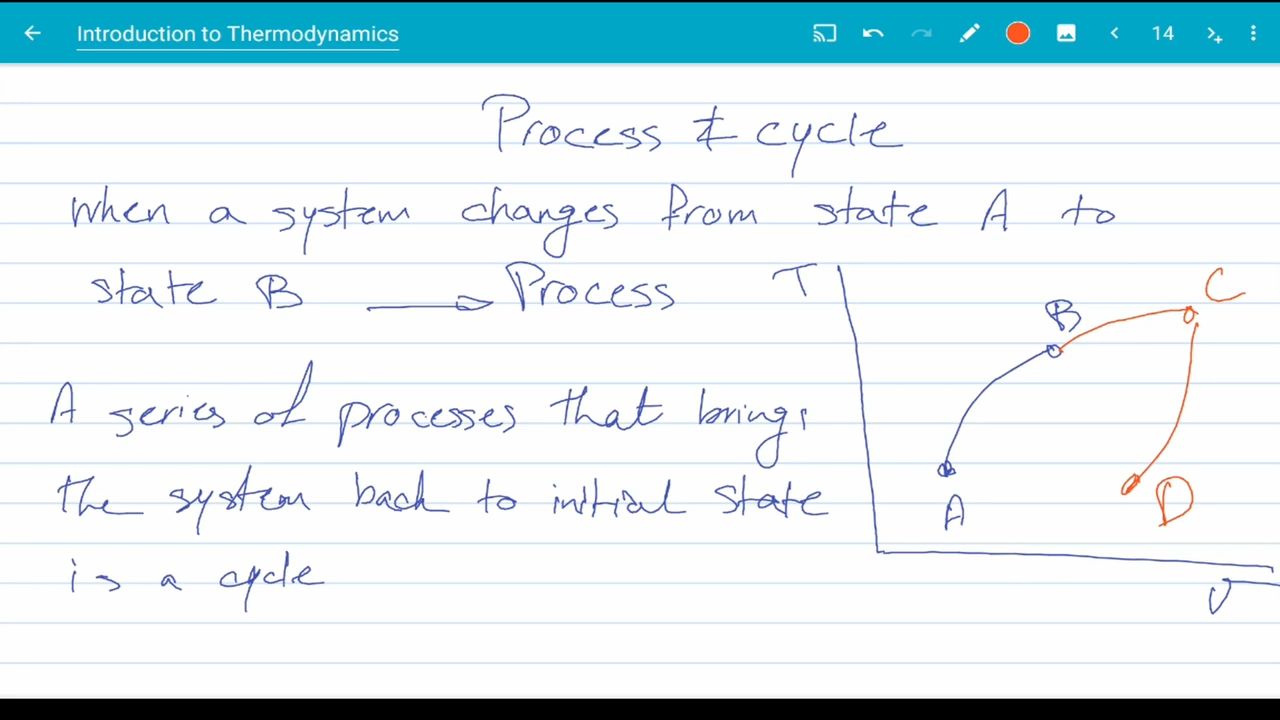 Introduction to Thermodynamics
14
Process & cycle
when a system changes from state A to
state B → Process
A series of processes that brings
the system back to initial state
is a cycle
T
B
C
A
D
v